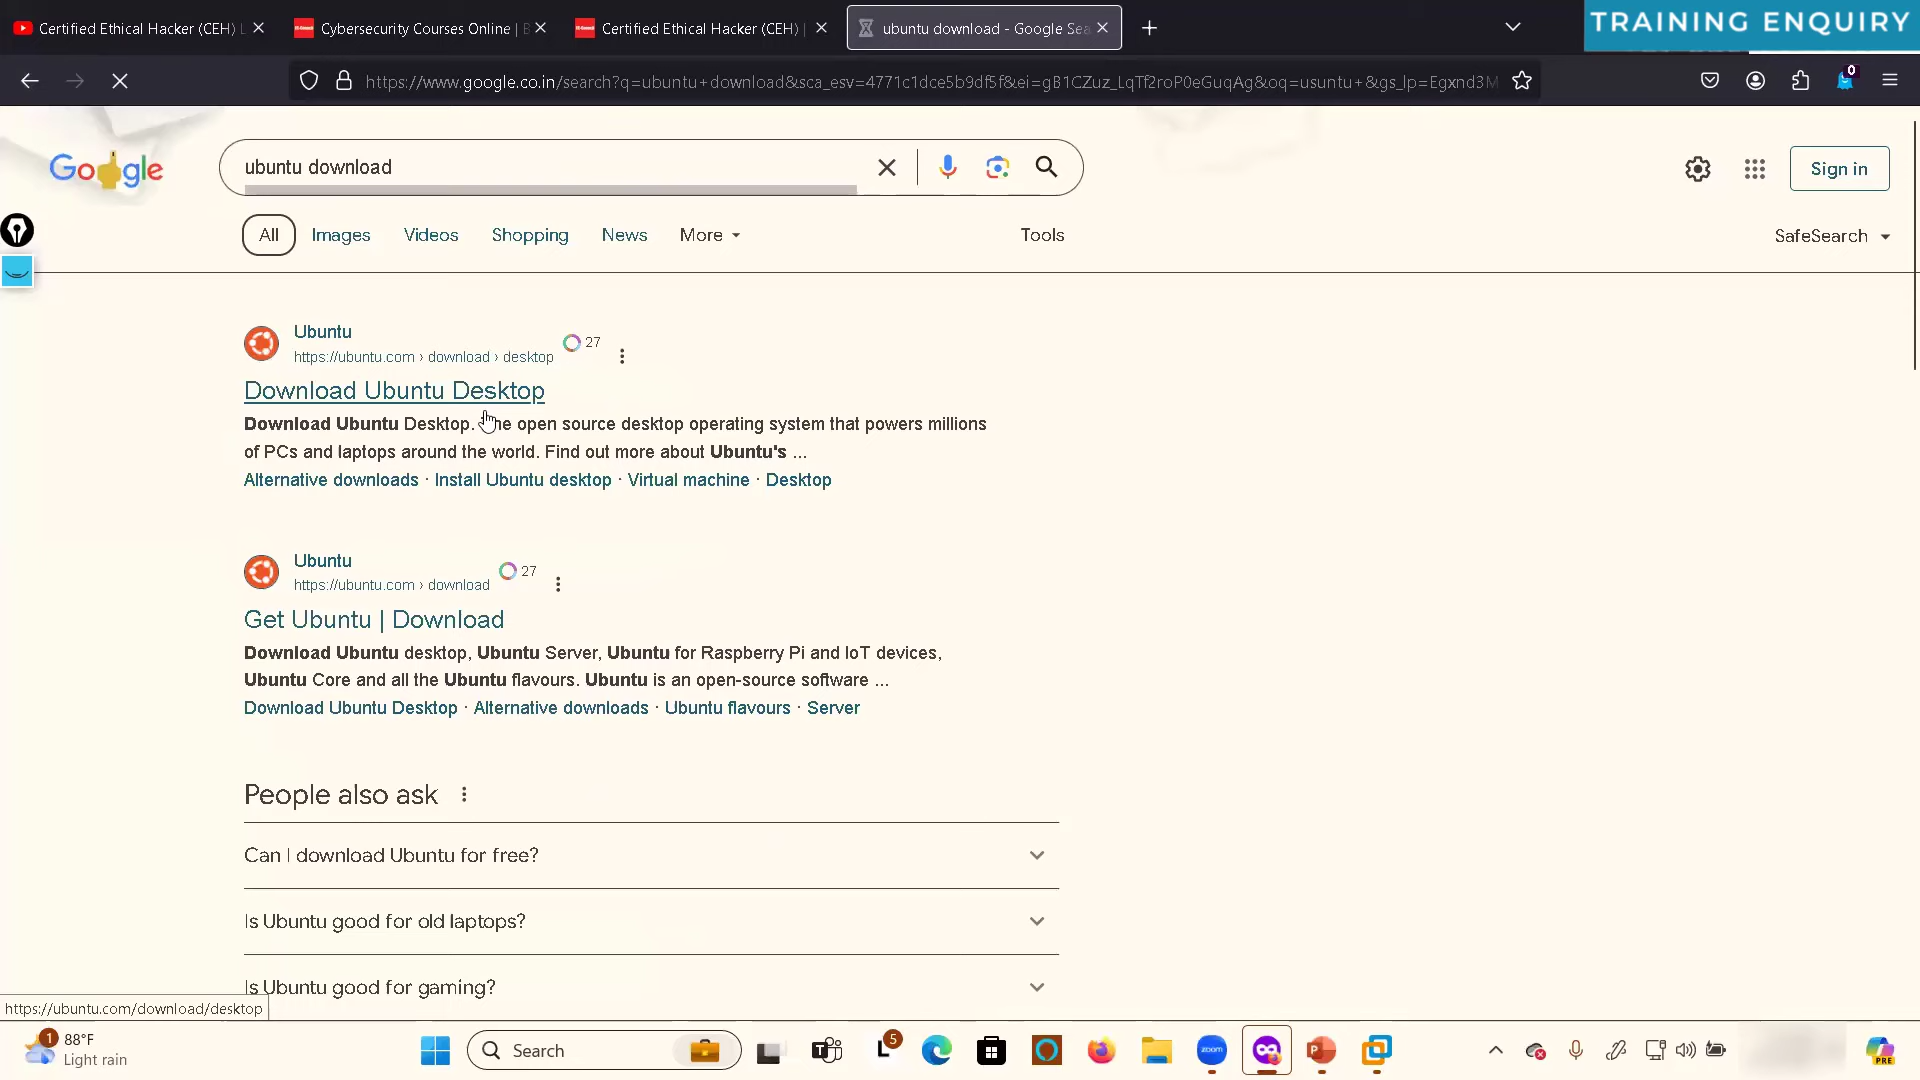 Certified Ethical Hacker (CEH) L
Cybersecurity Courses Online | B
Certified Ethical Hacker (CEH) |
ubuntu download - Google Sea
TRAINING ENQUIRY
https://www.google.co.in/search?q=ubuntu+download&sca_esv=4771c1dce5b9df5f&ei=gB1CZuz_LqTf2roP0eGuqAg&oq=usuntu+&gs_lp=Egxnd3M
0
Google
ubuntu download
Sign in
All
Images
Videos
Shopping
News
More
Tools
SafeSearch
Ubuntu
https://ubuntu.com › download › desktop
27
Download Ubuntu Desktop
Download Ubuntu Desktop. The open source desktop operating system that powers millions
of PCs and laptops around the world. Find out more about Ubuntu's ...
Alternative downloads · Install Ubuntu desktop · Virtual machine · Desktop
Ubuntu
https://ubuntu.com › download
27
Get Ubuntu | Download
Download Ubuntu desktop, Ubuntu Server, Ubuntu for Raspberry Pi and IoT devices,
Ubuntu Core and all the Ubuntu flavours. Ubuntu is an open-source software ...
Download Ubuntu Desktop · Alternative downloads · Ubuntu flavours · Server
People also ask
Can I download Ubuntu for free?
Is Ubuntu good for old laptops?
Is Ubuntu good for gaming?
https://ubuntu.com/download/desktop
1
88°F
Light rain
Search
5
zoom
PRE